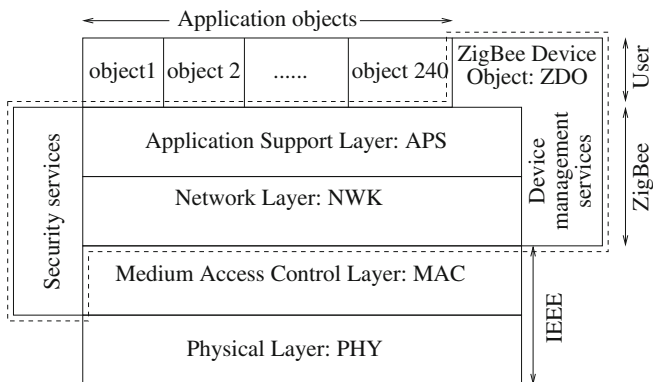 Application objects
object1
object 2
......
object 240
ZigBee Device
Object: ZDO
User
Security services
Application Support Layer: APS
Network Layer: NWK
Device
management
services
ZigBee
Medium Access Control Layer: MAC
Physical Layer: PHY
IEEE